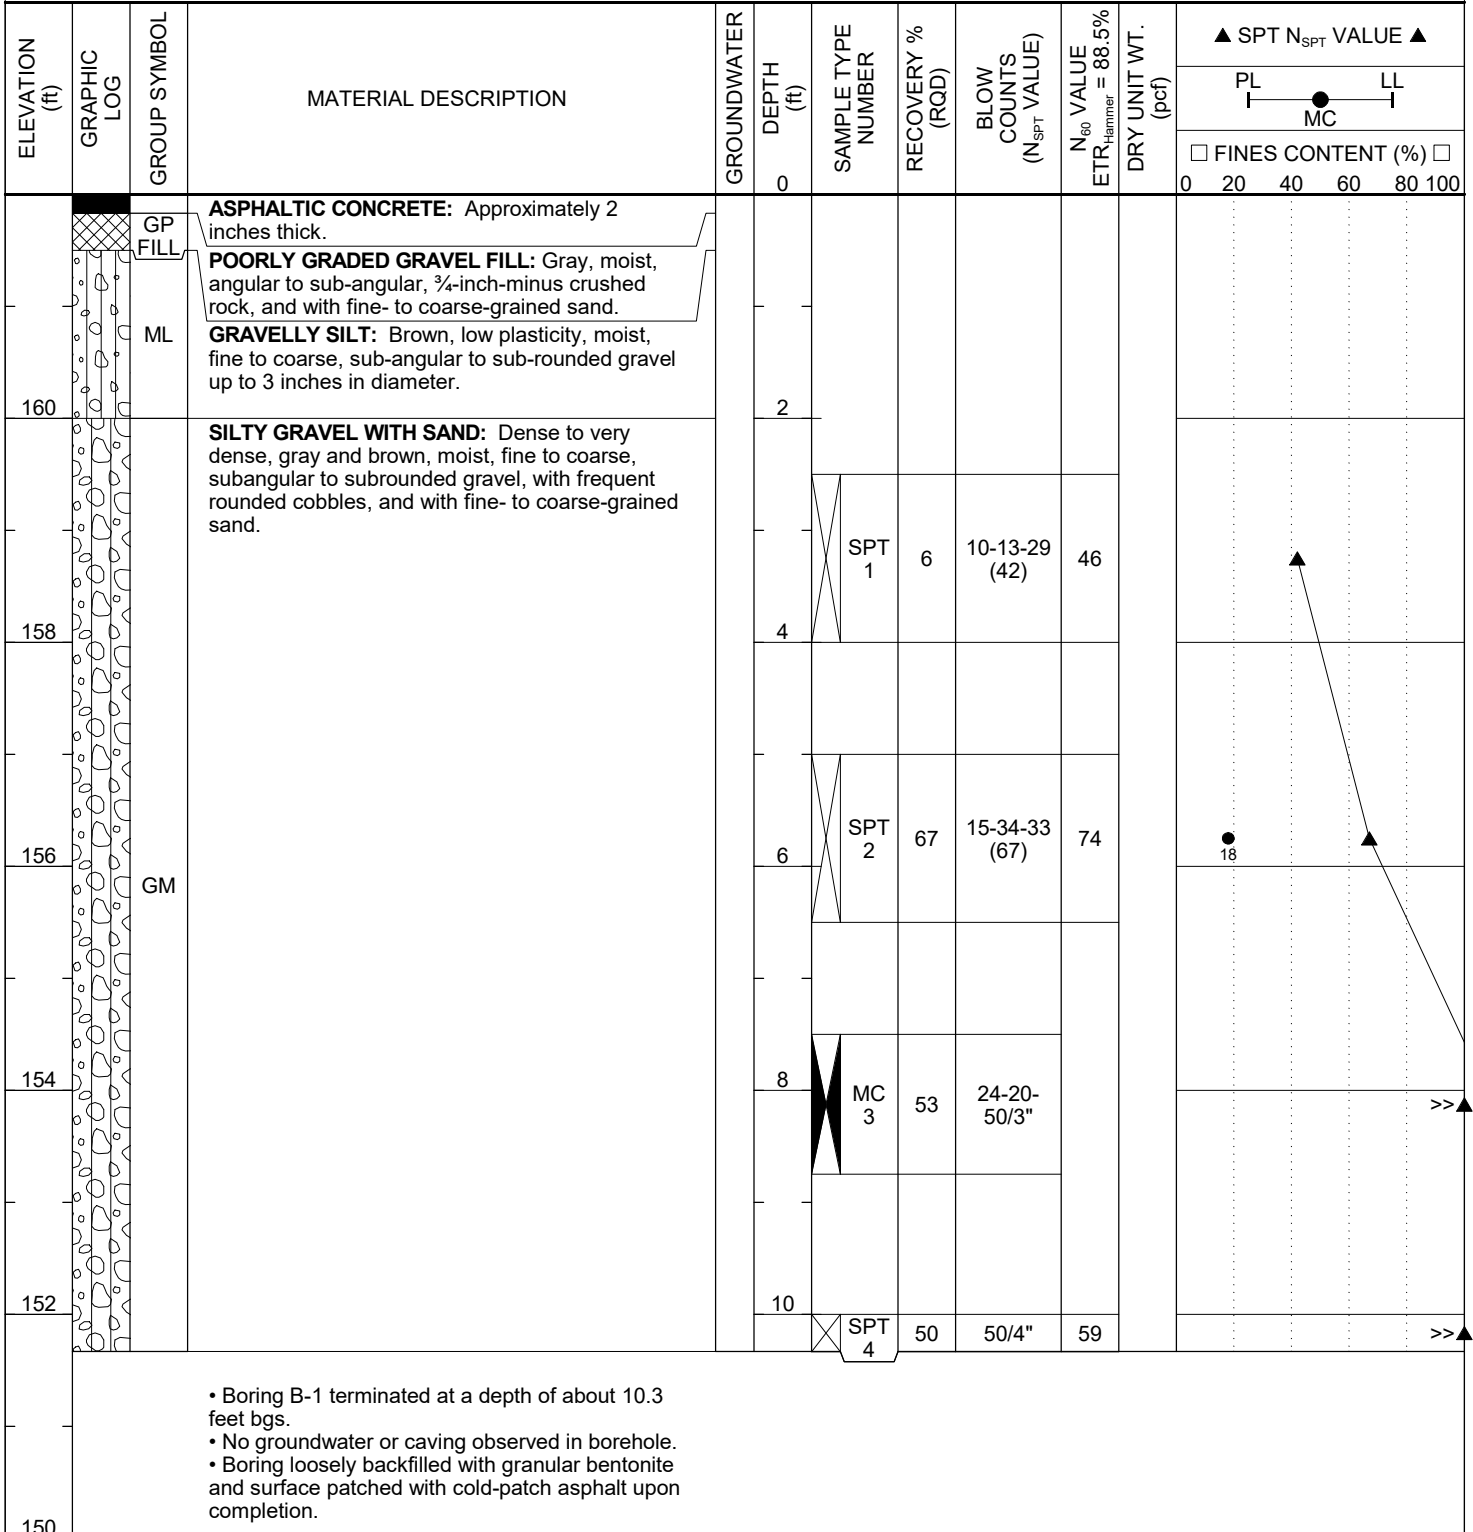 ELEVATION
(ft)
GRAPHIC
LOG
GROUP SYMBOL
MATERIAL DESCRIPTION
GROUNDWATER
DEPTH
(ft)
0
SAMPLE TYPE
NUMBER
RECOVERY %
(RQD)
BLOW
COUNTS
(N_SPT VALUE)
N_60 VALUE
ETR_Hammer = 88.5%
DRY UNIT WT.
(pcf)
▲ SPT N_SPT VALUE ▲
PL LL
MC
□ FINES CONTENT (%) □
0 20 40 60 80 100
GP
FILL
ASPHALTIC CONCRETE: Approximately 2
inches thick.
POORLY GRADED GRAVEL FILL: Gray, moist,
angular to sub-angular, ¾-inch-minus crushed
rock, and with fine- to coarse-grained sand.
ML
GRAVELLY SILT: Brown, low plasticity, moist,
fine to coarse, sub-angular to sub-rounded gravel
up to 3 inches in diameter.
160
2
SILTY GRAVEL WITH SAND: Dense to very
dense, gray and brown, moist, fine to coarse,
subangular to subrounded gravel, with frequent
rounded cobbles, and with fine- to coarse-grained
sand.
SPT
1
6
10-13-29
(42)
46
158
4
SPT
2
67
15-34-33
(67)
74
18
156
6
GM
154
8
MC
3
53
24-20-
50/3"
>>▲
152
10
SPT
4
50
50/4"
59
>>▲
• Boring B-1 terminated at a depth of about 10.3
feet bgs.
• No groundwater or caving observed in borehole.
• Boring loosely backfilled with granular bentonite
and surface patched with cold-patch asphalt upon
completion.
150